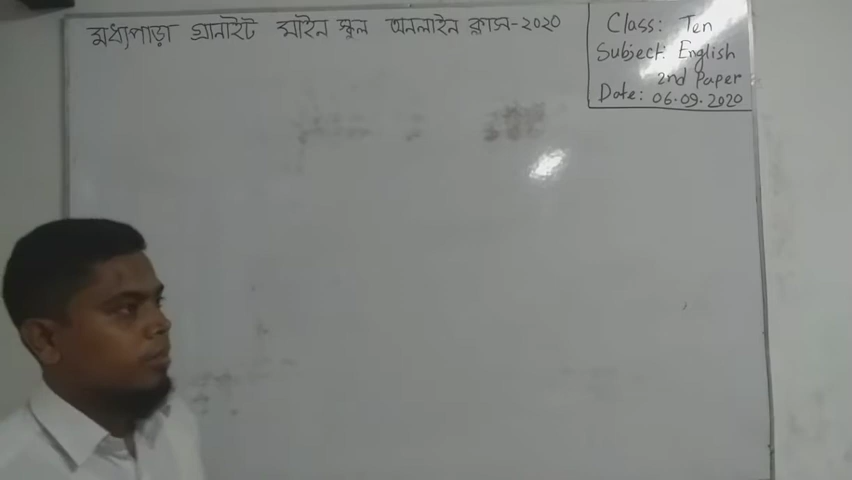 মধ্যপাড়া গ্রানাইট মাইন স্কুল অনলাইন ক্লাস-২০২০
Class: Ten
Subject: English
2nd Paper
Date: 06.09.2020